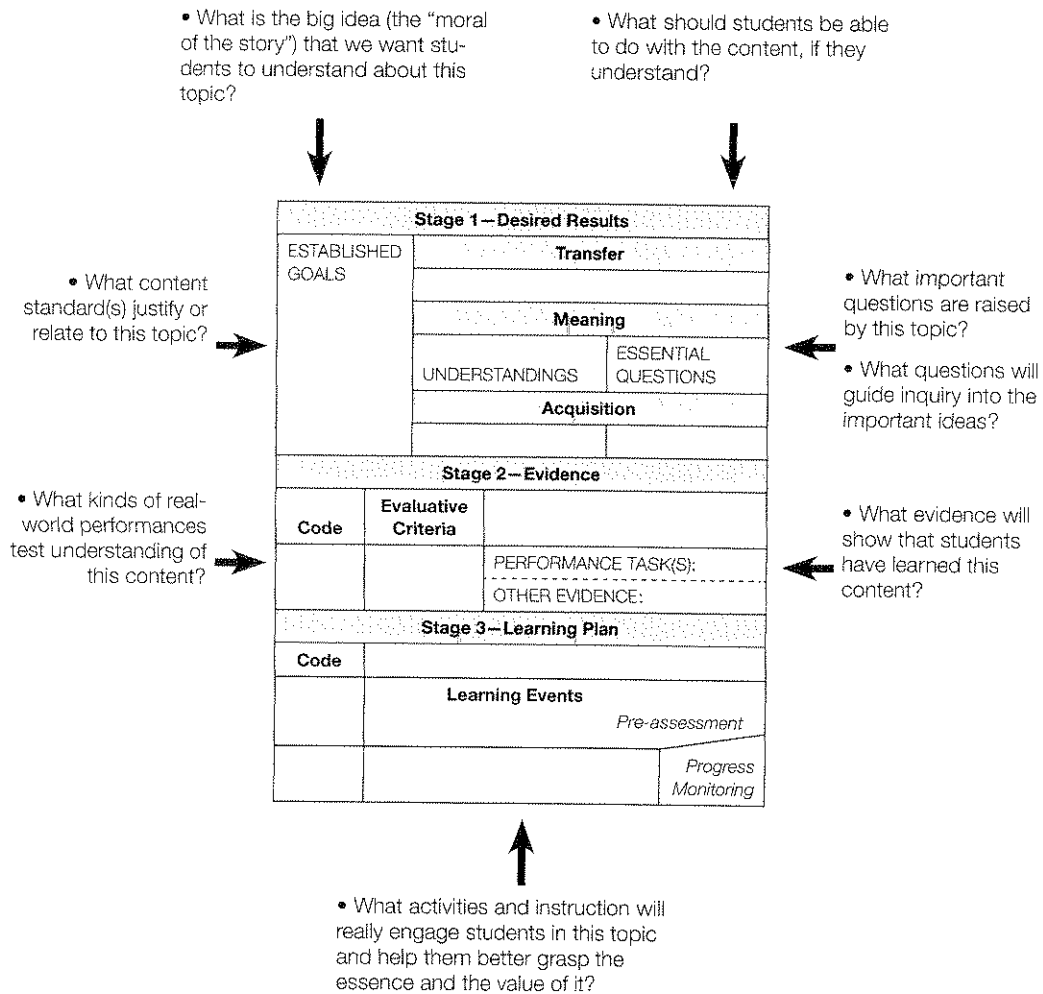 • What is the big idea (the “moral
of the story”) that we want stu-
dents to understand about this
topic?
• What should students be able
to do with the content, if they
understand?
Stage 1—Desired Results
ESTABLISHED
GOALS
Transfer
Meaning
UNDERSTANDINGS
ESSENTIAL
QUESTIONS
Acquisition
• What content
standard(s) justify or
relate to this topic?
• What important
questions are raised
by this topic?
• What questions will
guide inquiry into the
important ideas?
Stage 2—Evidence
Code
Evaluative
Criteria
PERFORMANCE TASK(S):
OTHER EVIDENCE:
• What kinds of real-
world performances
test understanding of
this content?
• What evidence will
show that students
have learned this
content?
Stage 3—Learning Plan
Code
Learning Events
Pre-assessment
Progress
Monitoring
• What activities and instruction will
really engage students in this topic
and help them better grasp the
essence and the value of it?